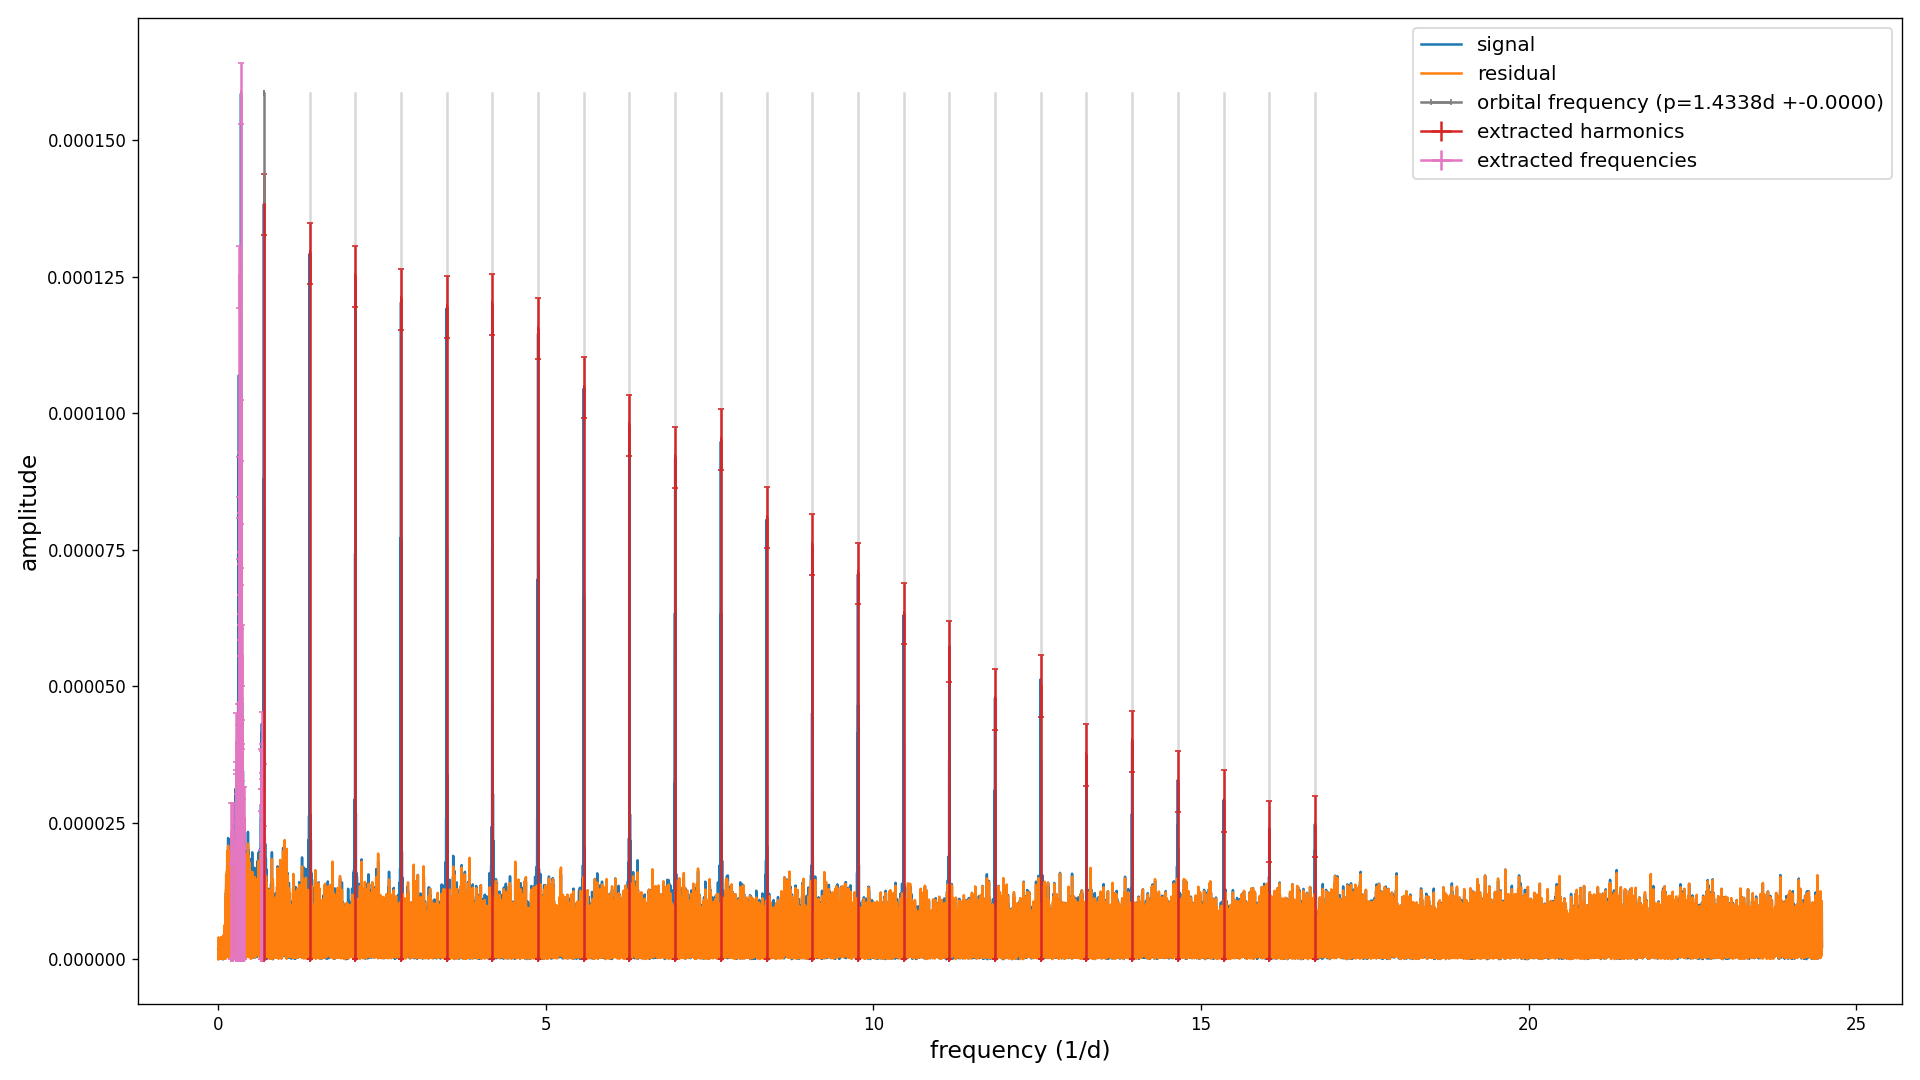 signal
residual
orbital frequency (p=1.4338d +-0.0000)
extracted harmonics
extracted frequencies
amplitude
0.000150
0.000125
0.000100
0.000075
0.000050
0.000025
0.000000
0 5 10 15 20 25
frequency (1/d)